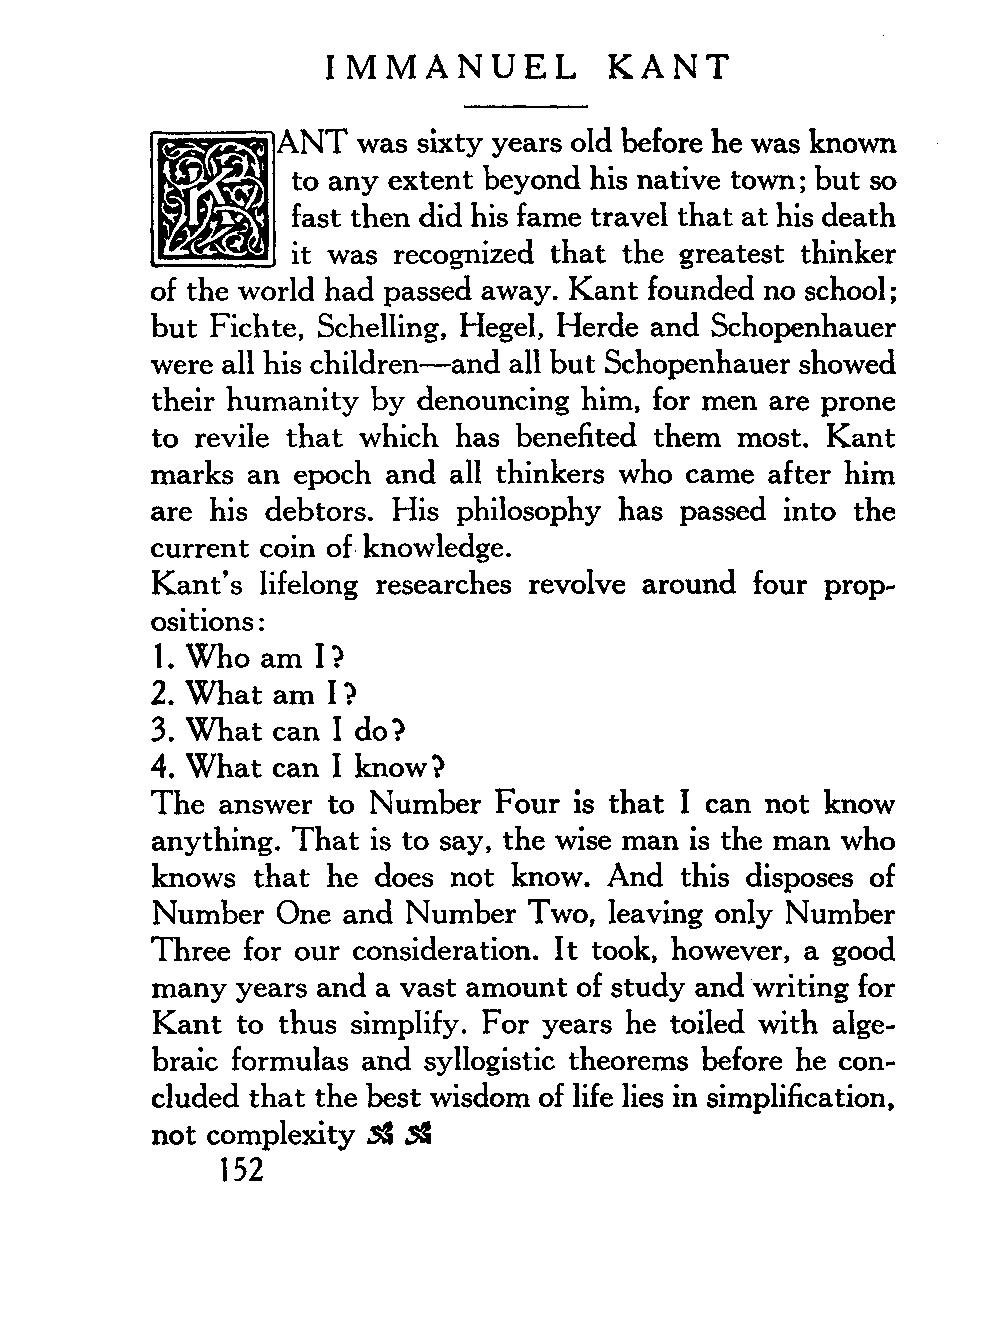 IMMANUEL KANT
KANT was sixty years old before he was known
to any extent beyond his native town; but so
fast then did his fame travel that at his death
it was recognized that the greatest thinker
of the world had passed away. Kant founded no school;
but Fichte, Schelling, Hegel, Herde and Schopenhauer
were all his children—and all but Schopenhauer showed
their humanity by denouncing him, for men are prone
to revile that which has benefited them most. Kant
marks an epoch and all thinkers who came after him
are his debtors. His philosophy has passed into the
current coin of knowledge.
Kant's lifelong researches revolve around four prop-
ositions:
1. Who am I?
2. What am I?
3. What can I do?
4. What can I know?
The answer to Number Four is that I can not know
anything. That is to say, the wise man is the man who
knows that he does not know. And this disposes of
Number One and Number Two, leaving only Number
Three for our consideration. It took, however, a good
many years and a vast amount of study and writing for
Kant to thus simplify. For years he toiled with alge-
braic formulas and syllogistic theorems before he con-
cluded that the best wisdom of life lies in simplification,
not complexity
152